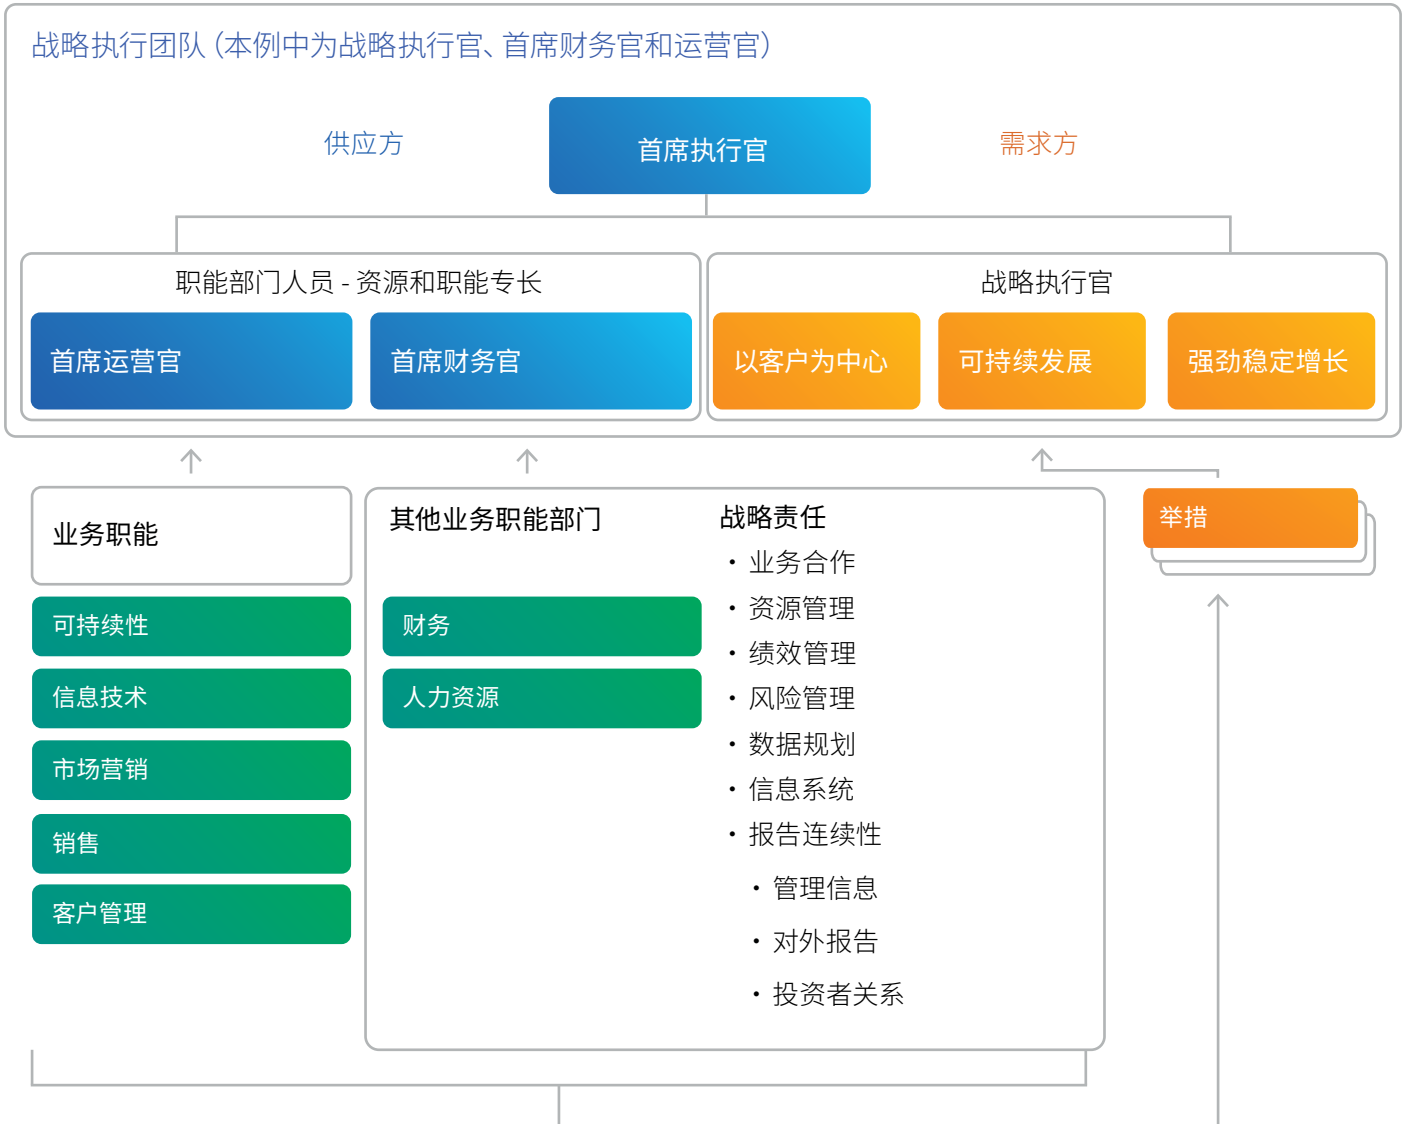 战略执行团队（本例中为战略执行官、首席财务官和运营官）
供应方
首席执行官
需求方
职能部门人员 - 资源和职能专长
首席运营官
首席财务官
战略执行官
以客户为中心
可持续发展
强劲稳定增长
业务职能
可持续性
信息技术
市场营销
销售
客户管理
其他业务职能部门
财务
人力资源
战略责任
• 业务合作
• 资源管理
• 绩效管理
• 风险管理
• 数据规划
• 信息系统
• 报告连续性
• 管理信息
• 对外报告
• 投资者关系
举措